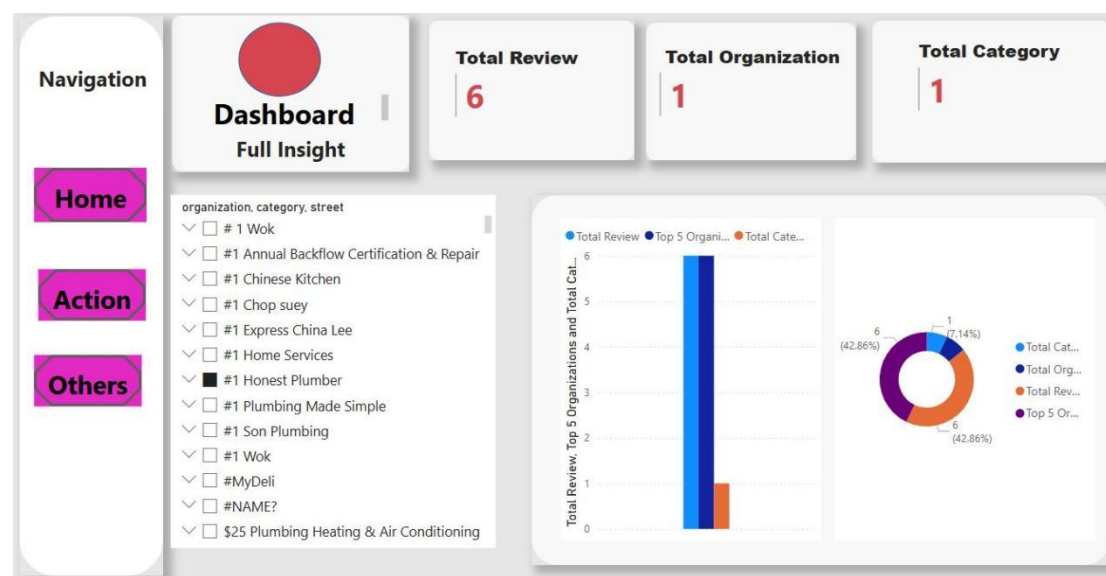 Navigation
Home
Action
Others
Dashboard
Full Insight
Total Review
6
Total Organization
1
Total Category
1
organization, category, street
# 1 Wok
#1 Annual Backflow Certification & Repair
#1 Chinese Kitchen
#1 Chop suey
#1 Express China Lee
#1 Home Services
#1 Honest Plumber
#1 Plumbing Made Simple
#1 Son Plumbing
#1 Wok
#MyDeli
#NAME?
$25 Plumbing Heating & Air Conditioning
Total Review Top 5 Organi... Total Cate...
Total Review, Top 5 Organizations and Total Cat...
6
5
4
3
2
1
0
1
(7.14%)
6
(42.86%)
6
(42.86%)
Total Cat...
Total Org...
Total Rev...
Top 5 Or...